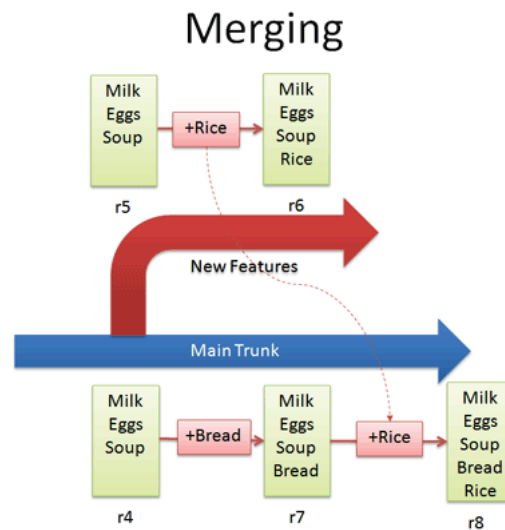 Merging
Milk
Eggs
Soup
+Rice
Milk
Eggs
Soup
Rice
r5
r6
New Features
Main Trunk
Milk
Eggs
Soup
+Bread
Milk
Eggs
Soup
Bread
+Rice
Milk
Eggs
Soup
Bread
Rice
r4
r7
r8